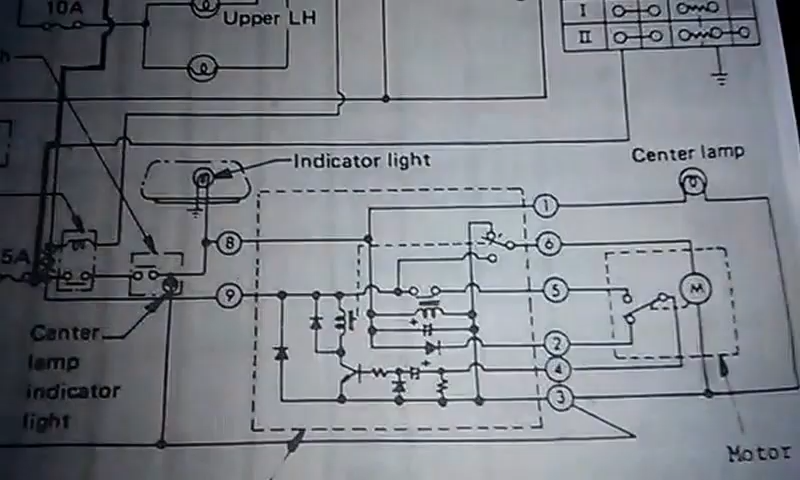 10A
Upper LH
I
II
Indicator light
Center lamp
1
8
6
5A
9
5
M
2
4
3
Center
lamp
indicator
light
Motor